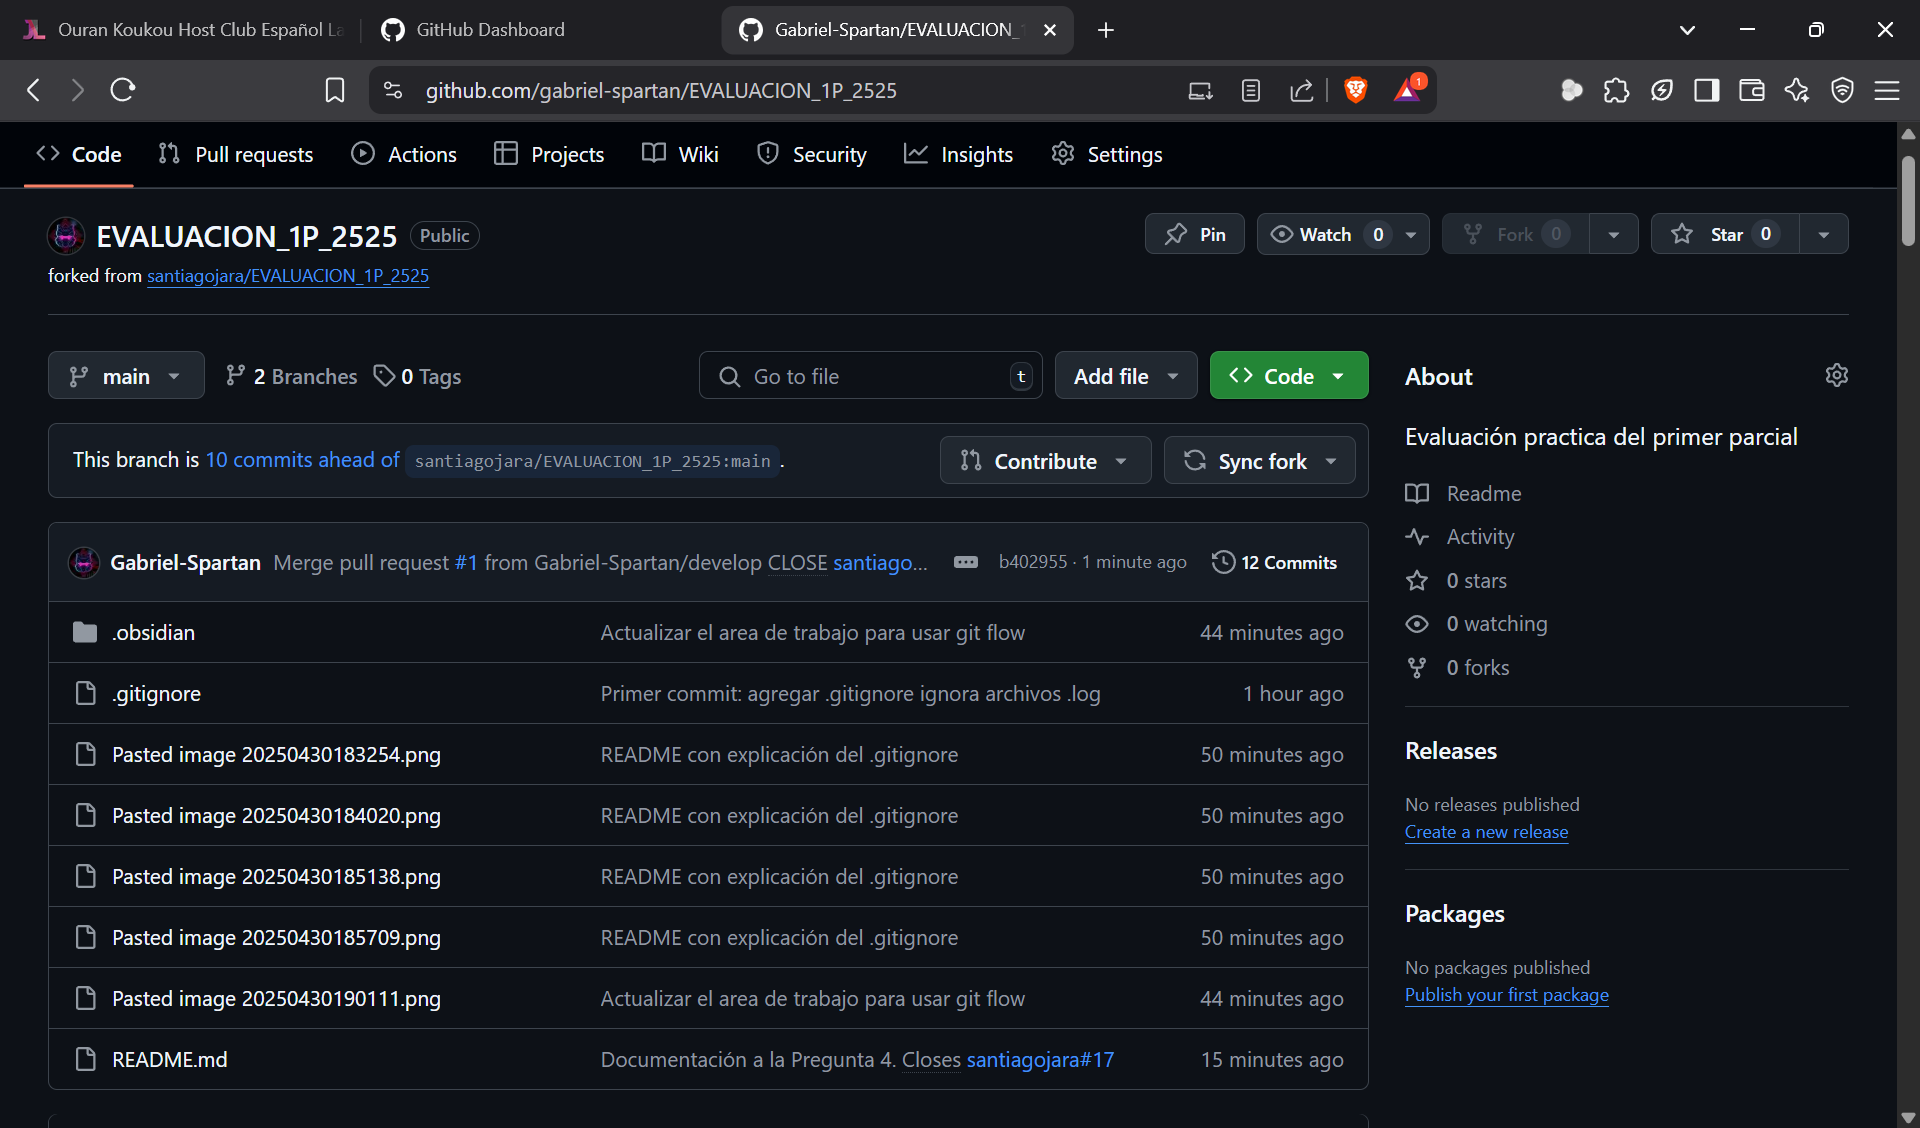 Ouran Koukou Host Club Español La
GitHub Dashboard
Gabriel-Spartan/EVALUACION_
github.com/gabriel-spartan/EVALUACION_1P_2525
1
Code
Pull requests
Actions
Projects
Wiki
Security
Insights
Settings
EVALUACION_1P_2525
Public
Pin
Watch 0
Fork 0
Star 0
forked from santiagojara/EVALUACION_1P_2525
main
2 Branches
0 Tags
Go to file
t
Add file
Code
This branch is 10 commits ahead of santiagojara/EVALUACION_1P_2525:main .
Contribute
Sync fork
Gabriel-Spartan Merge pull request #1 from Gabriel-Spartan/develop CLOSE santiago... b402955 · 1 minute ago 12 Commits
.obsidian Actualizar el area de trabajo para usar git flow 44 minutes ago
.gitignore Primer commit: agregar .gitignore ignora archivos .log 1 hour ago
Pasted image 20250430183254.png README con explicación del .gitignore 50 minutes ago
Pasted image 20250430184020.png README con explicación del .gitignore 50 minutes ago
Pasted image 20250430185138.png README con explicación del .gitignore 50 minutes ago
Pasted image 20250430185709.png README con explicación del .gitignore 50 minutes ago
Pasted image 20250430190111.png Actualizar el area de trabajo para usar git flow 44 minutes ago
README.md Documentación a la Pregunta 4. Closes santiagojara#17 15 minutes ago
About
Evaluación practica del primer parcial
Readme
Activity
0 stars
0 watching
0 forks
Releases
No releases published
Create a new release
Packages
No packages published
Publish your first package